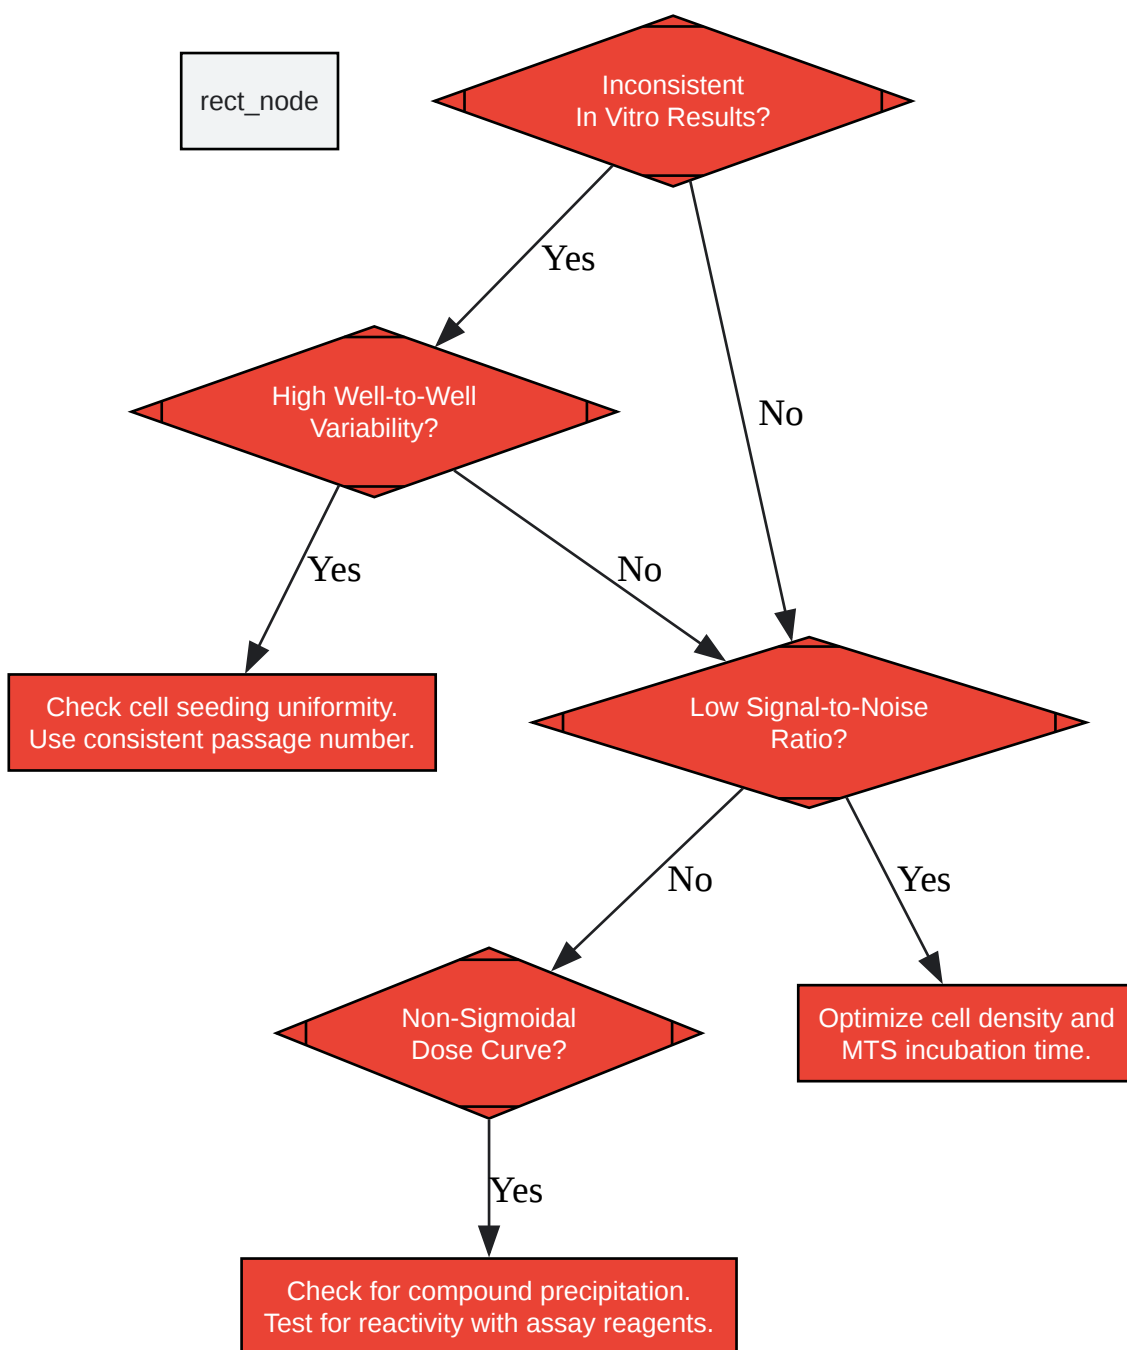 rect_node
Inconsistent
In Vitro Results?
Yes
No
High Well-to-Well
Variability?
Yes
No
Check cell seeding uniformity.
Use consistent passage number.
Low Signal-to-Noise
Ratio?
No
Yes
Non-Sigmoidal
Dose Curve?
Optimize cell density and
MTS incubation time.
Yes
Check for compound precipitation.
Test for reactivity with assay reagents.